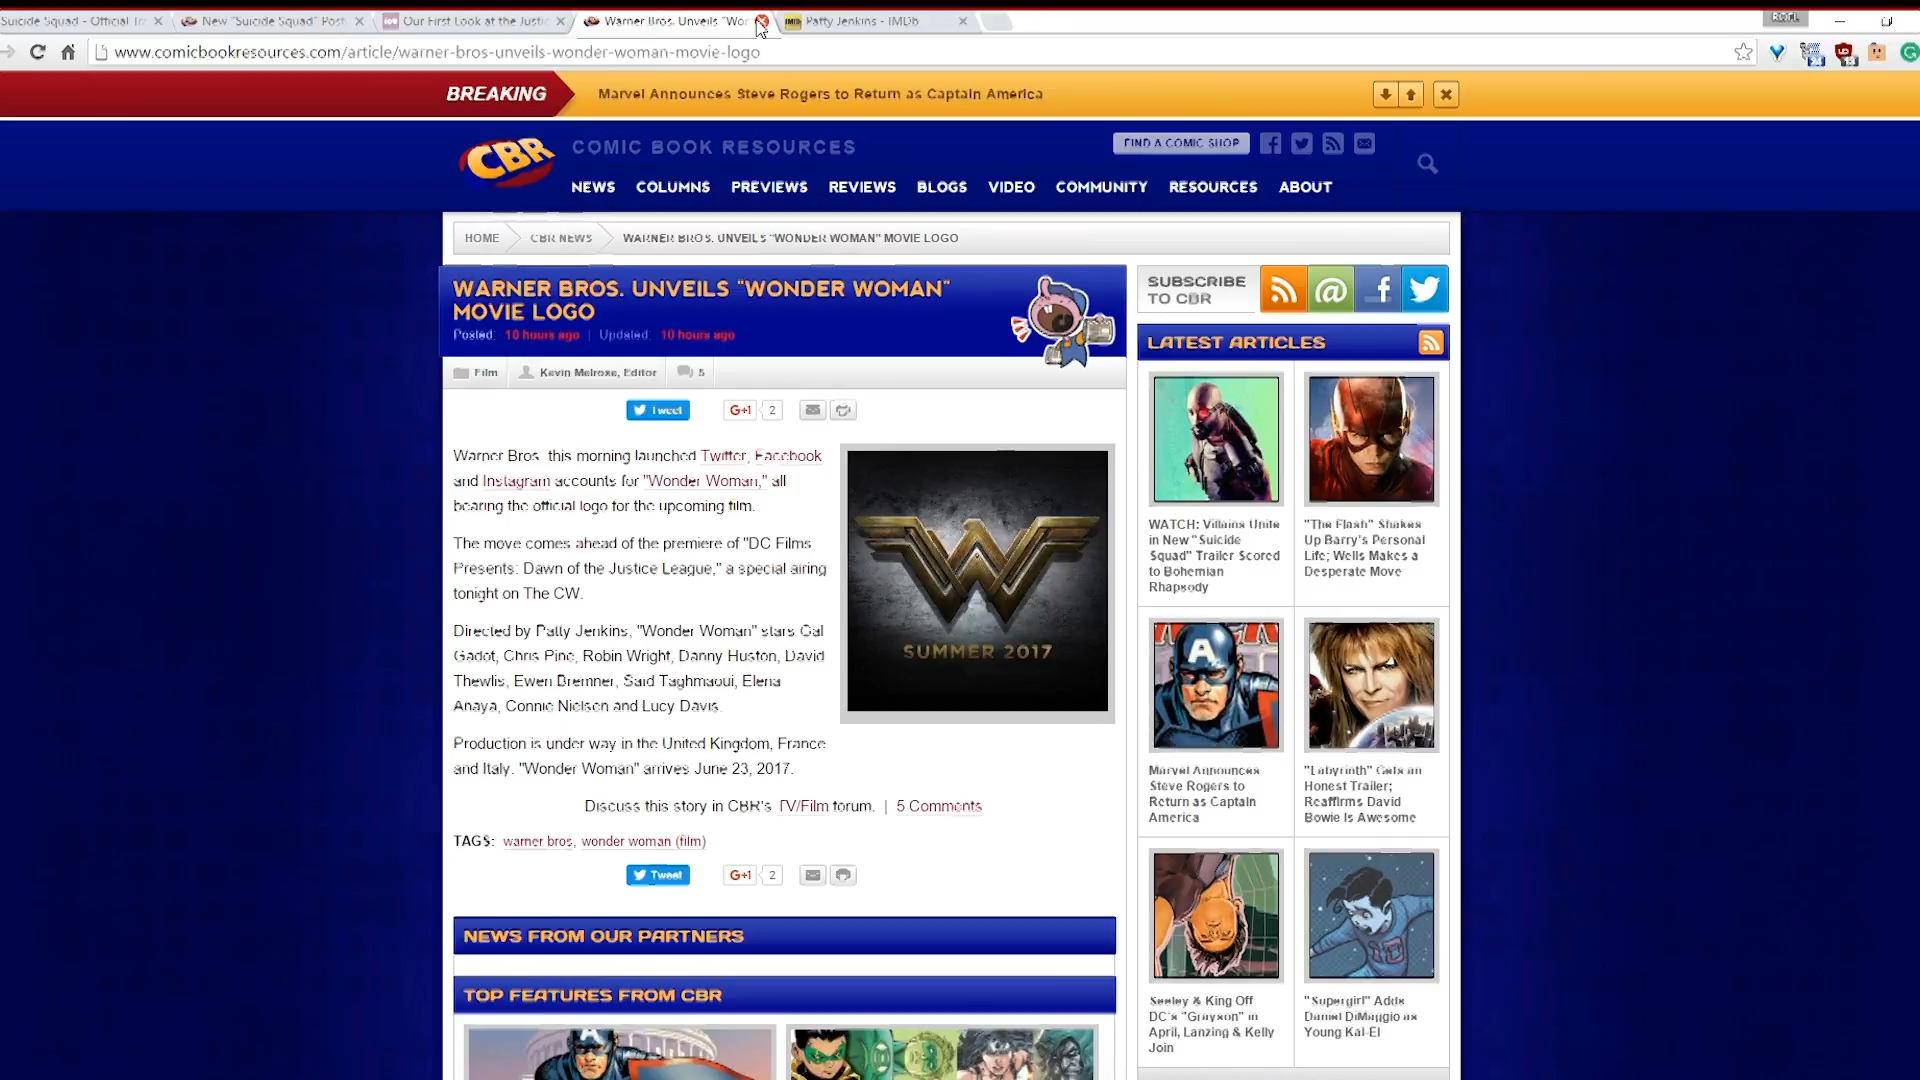 Suicide Squad - Official Tr
New "Suicide Squad" Post
Our First Look at the Justic
Warner Bros. Unveils "Wor
Patty Jenkins - IMDb
ROFL
www.comicbookresources.com/article/warner-bros-unveils-wonder-woman-movie-logo
BREAKING
Marvel Announces Steve Rogers to Return as Captain America
CBR
COMIC BOOK RESOURCES
FIND A COMIC SHOP
NEWS COLUMNS PREVIEWS REVIEWS BLOGS VIDEO COMMUNITY RESOURCES ABOUT
HOME CBR NEWS WARNER BROS. UNVEILS "WONDER WOMAN" MOVIE LOGO
WARNER BROS. UNVEILS "WONDER WOMAN"
MOVIE LOGO
Posted: 10 hours ago | Updated: 10 hours ago
Film Kevin Melrose, Editor 5
Tweet G+1 2
Warner Bros. this morning launched Twitter, Facebook
and Instagram accounts for "Wonder Woman," all
bearing the official logo for the upcoming film.
The move comes ahead of the premiere of "DC Films
Presents: Dawn of the Justice League," a special airing
tonight on The CW.
Directed by Patty Jenkins, "Wonder Woman" stars Gal
Gadot, Chris Pine, Robin Wright, Danny Huston, David
Thewlis, Ewen Bremner, Said Taghmaoui, Elena
Anaya, Connie Nielsen and Lucy Davis.
Production is under way in the United Kingdom, France
and Italy. "Wonder Woman" arrives June 23, 2017.
SUMMER 2017
Discuss this story in CBR's TV/Film forum. | 5 Comments
TAGS: warner bros, wonder woman (film)
Tweet G+1 2
NEWS FROM OUR PARTNERS
TOP FEATURES FROM CBR
SUBSCRIBE
TO CBR
LATEST ARTICLES
WATCH: Villains Unite
in New "Suicide
Squad" Trailer Scored
to Bohemian
Rhapsody
"The Flash" Shakes
Up Barry's Personal
Life; Wells Makes a
Desperate Move
Marvel Announces
Steve Rogers to
Return as Captain
America
"Labyrinth" Gets an
Honest Trailer;
Reaffirms David
Bowie Is Awesome
Seeley & King Off
DC's "Grayson" in
April, Lanzing & Kelly
Join
"Supergirl" Adds
Daniel DiMaggio as
Young Kal-El